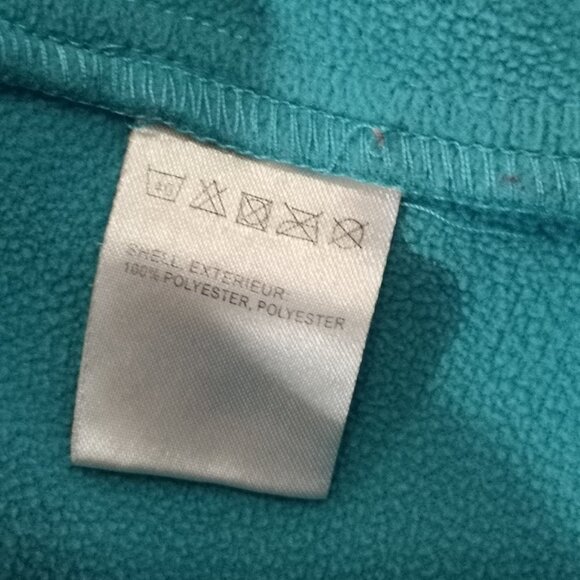 40
SHELL EXTERIEUR:
100% POLYESTER, POLYESTER